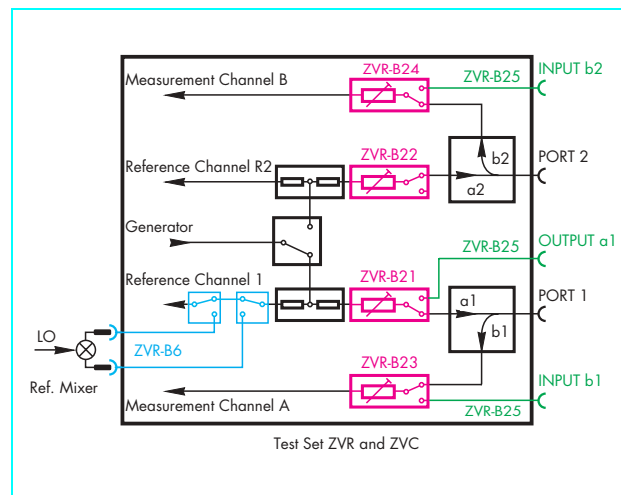 ZVR-B24
ZVR-B25
INPUT b2
Measurement Channel B
Reference Channel R2
ZVR-B22
b2
a2
PORT 2
Generator
ZVR-B25
OUTPUT a1
Reference Channel 1
ZVR-B21
a1
b1
PORT 1
LO
ZVR-B6
Ref. Mixer
ZVR-B23
Measurement Channel A
ZVR-B25
INPUT b1
Test Set ZVR and ZVC